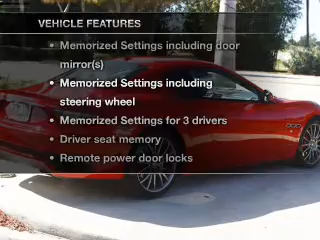 VEHICLE FEATURES
• Memorized Settings including door
mirror(s)
• Memorized Settings including
steering wheel
• Memorized Settings for 3 drivers
• Driver seat memory
• Remote power door locks